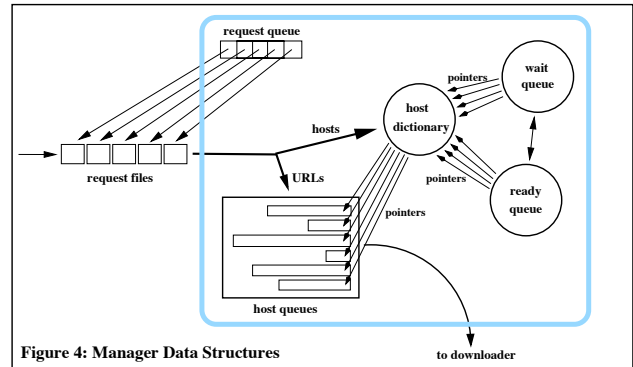 request queue
wait
queue
pointers
host
dictionary
hosts
request files
URLs
pointers
pointers
ready
queue
host queues
Figure 4: Manager Data Structures
to downloader